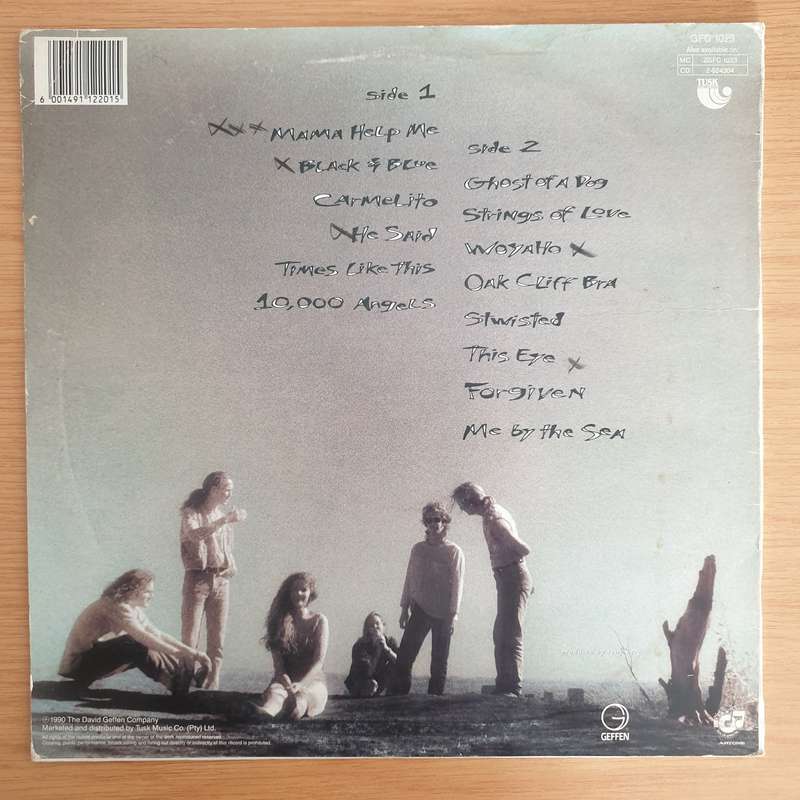 6 001491 122015
GFG 1023
Also available on:
MC
CD
TUSK
side 1
Mama Help Me
Black & Blue
Carmelito
He Said
Times Like This
10,000 Angels
side 2
Ghost of a Dog
Strings of Love
Woyaho
Oak Cliff Bra
Stwisted
This Eye
Forgiven
Me by the Sea
℗ 1990 The David Geffen Company
Marketed and distributed by Tusk Music Co. (Pty) Ltd.
GEFFEN